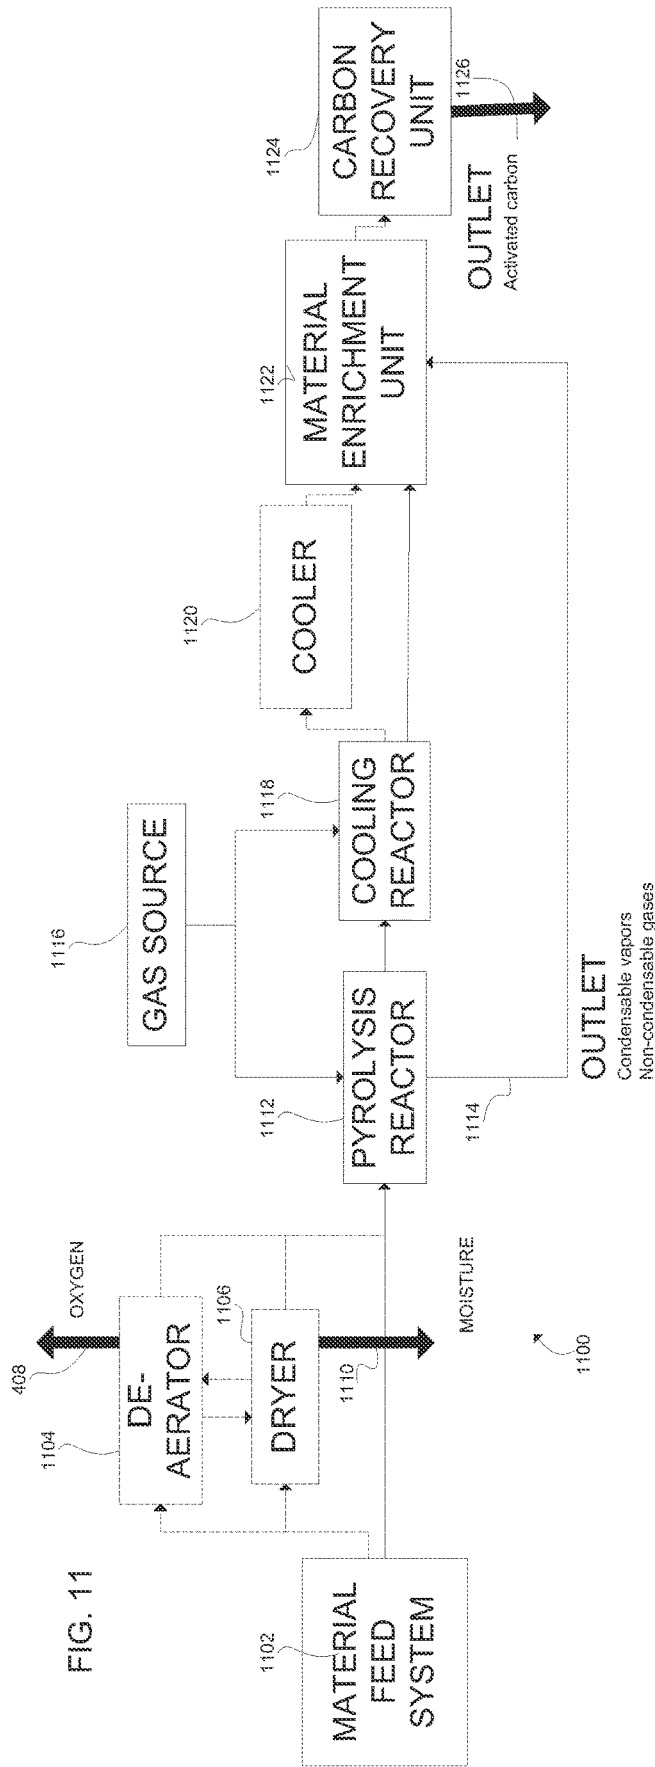 FIG. 11
1102
MATERIAL
FEED
SYSTEM
1104
DE-
AERATOR
408
OXYGEN
1106
DRYER
1110
MOISTURE
1100
1112
PYROLYSIS
REACTOR
1114
OUTLET
Condensable vapors
Non-condensable gases
1116
GAS SOURCE
1118
COOLING
REACTOR
1120
COOLER
1122
MATERIAL
ENRICHMENT
UNIT
1124
CARBON
RECOVERY
UNIT
1126
OUTLET
Activated carbon